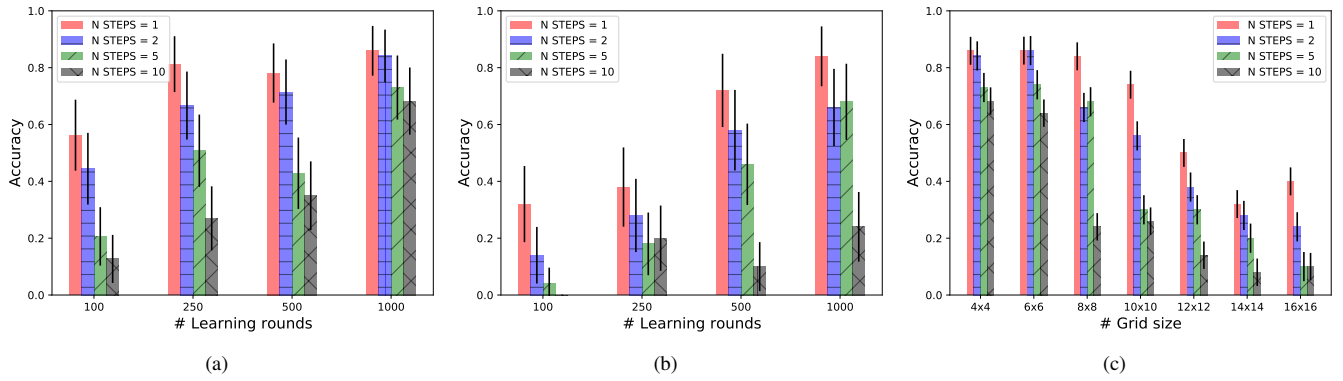 N STEPS = 1
N STEPS = 2
N STEPS = 5
N STEPS = 10
Accuracy
0.0
0.2
0.4
0.6
0.8
1.0
100
250
500
1000
# Learning rounds
(a)
N STEPS = 1
N STEPS = 2
N STEPS = 5
N STEPS = 10
Accuracy
0.0
0.2
0.4
0.6
0.8
1.0
100
250
500
1000
# Learning rounds
(b)
N STEPS = 1
N STEPS = 2
N STEPS = 5
N STEPS = 10
Accuracy
0.0
0.2
0.4
0.6
0.8
1.0
4x4
6x6
8x8
10x10
12x12
14x14
16x16
# Grid size
(c)